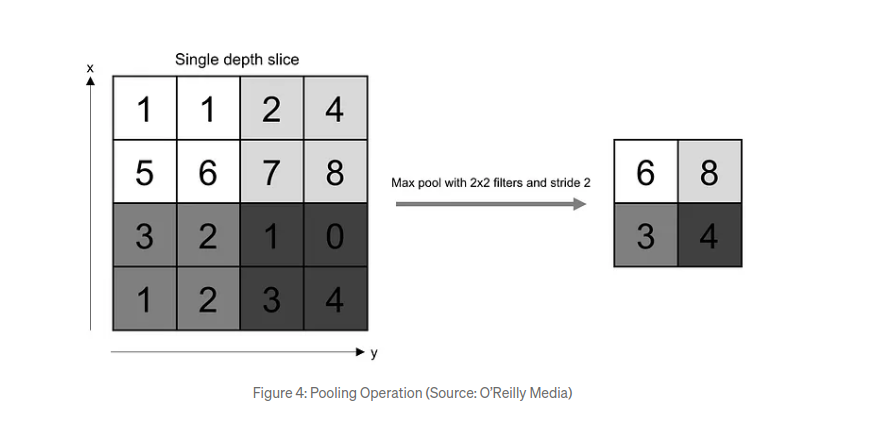 Single depth slice
x
1 1 2 4
5 6 7 8
3 2 1 0
1 2 3 4
y
Max pool with 2x2 filters and stride 2
6 8
3 4
Figure 4: Pooling Operation (Source: O'Reilly Media)